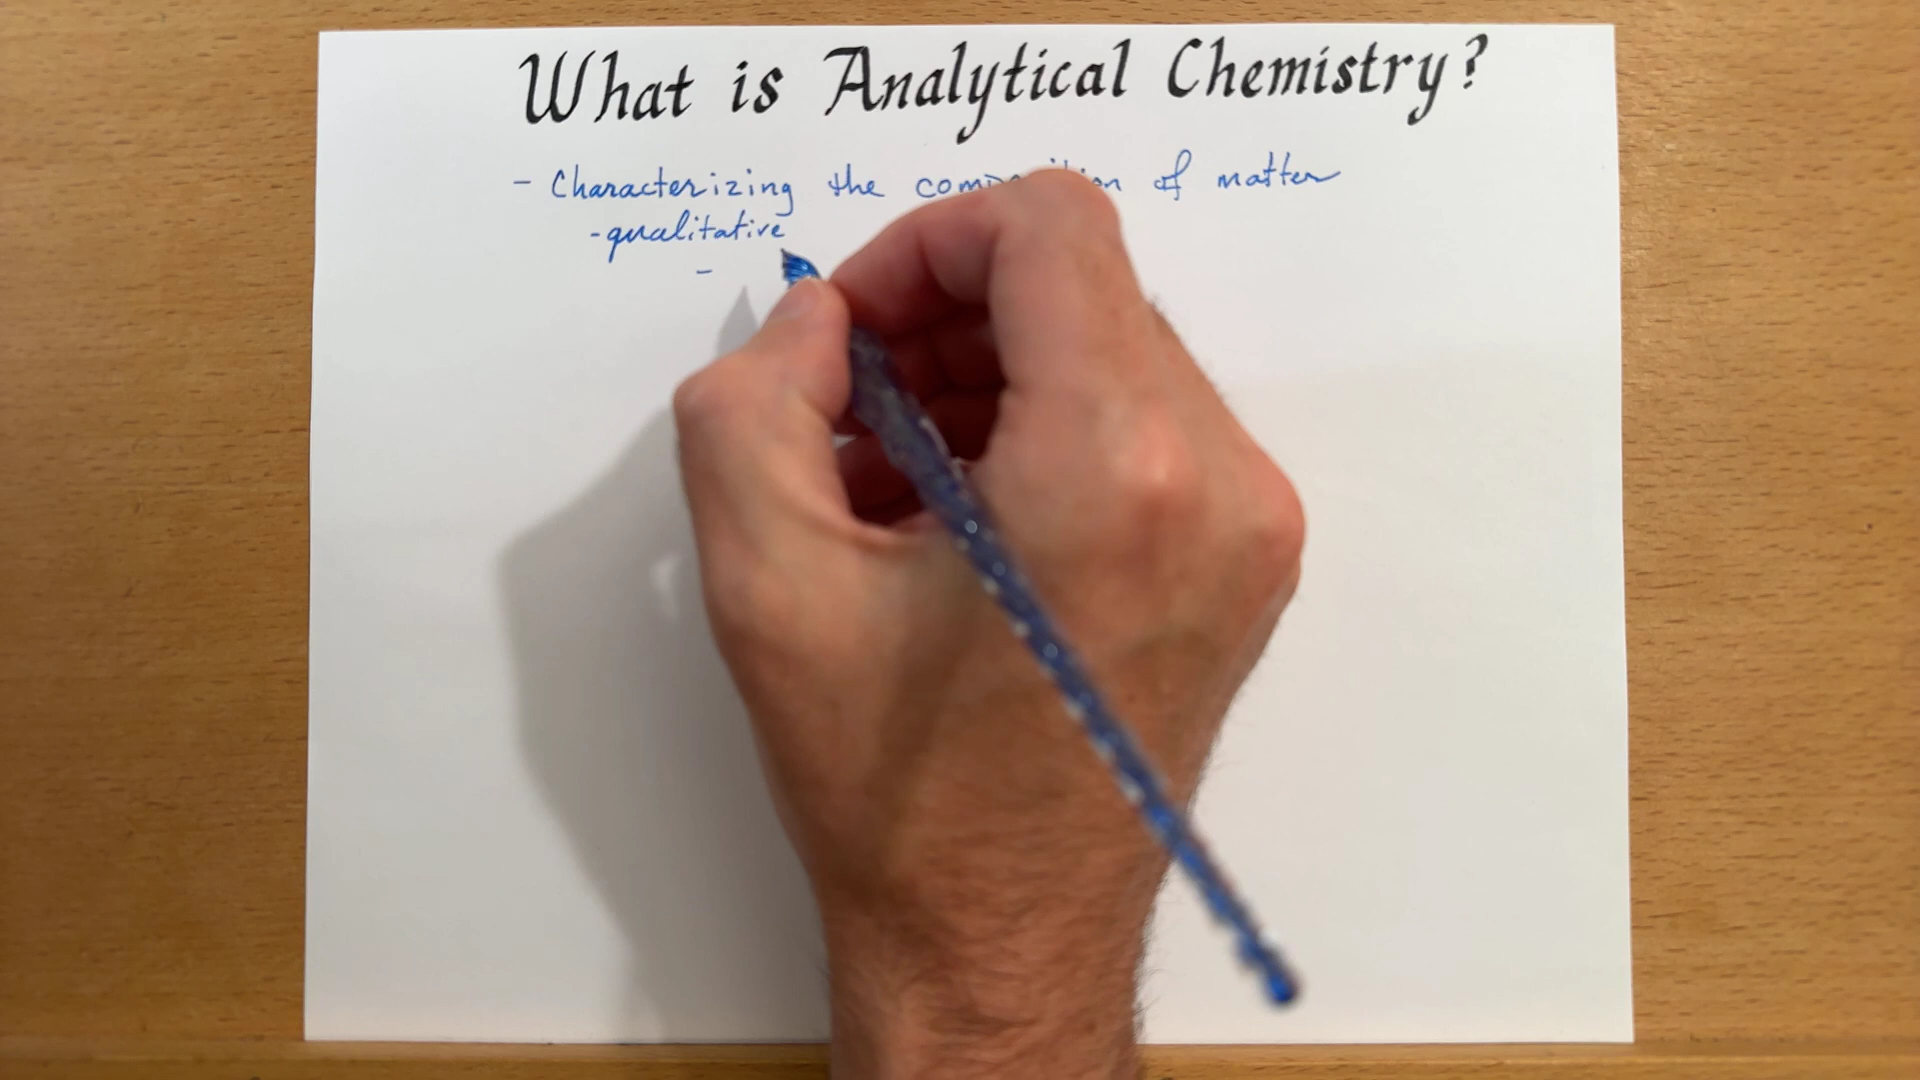 What is Analytical Chemistry?
- Characterizing the of matter
- qualitative
-